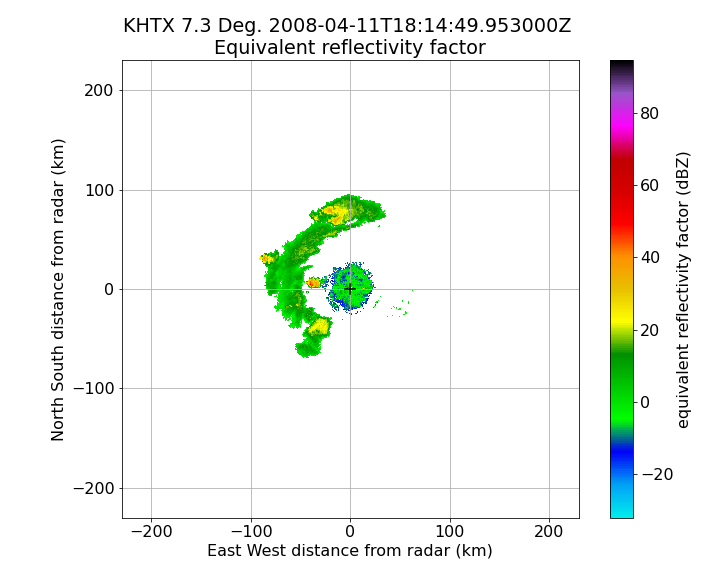 KHTX 7.3 Deg. 2008-04-11T18:14:49.953000Z
Equivalent reflectivity factor
North South distance from radar (km)
200
100
0
−100
−200
−200 −100 0 100 200
East West distance from radar (km)
80
60
40
20
0
−20
equivalent reflectivity factor (dBZ)